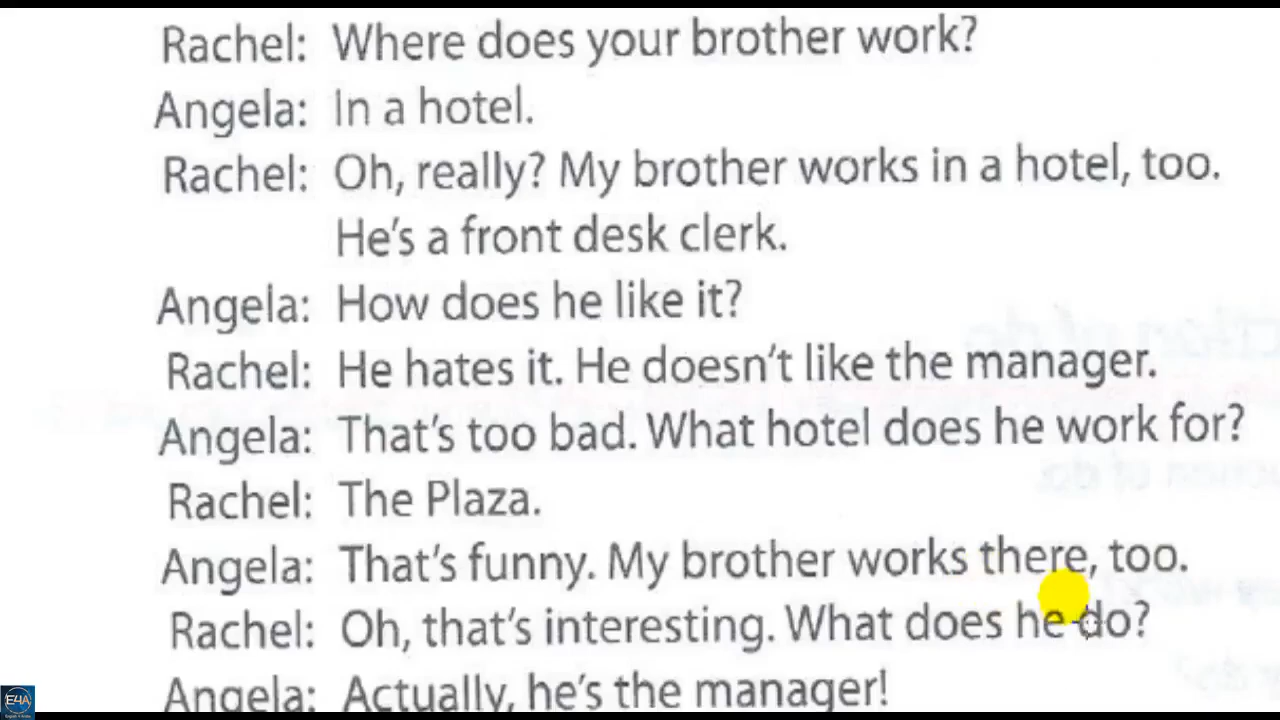 Rachel: Where does your brother work?
Angela: In a hotel.
Rachel: Oh, really? My brother works in a hotel, too.
He's a front desk clerk.
Angela: How does he like it?
Rachel: He hates it. He doesn't like the manager.
Angela: That's too bad. What hotel does he work for?
Rachel: The Plaza.
Angela: That's funny. My brother works there, too.
Rachel: Oh, that's interesting. What does he do?
Angela: Actually, he's the manager!
E4A